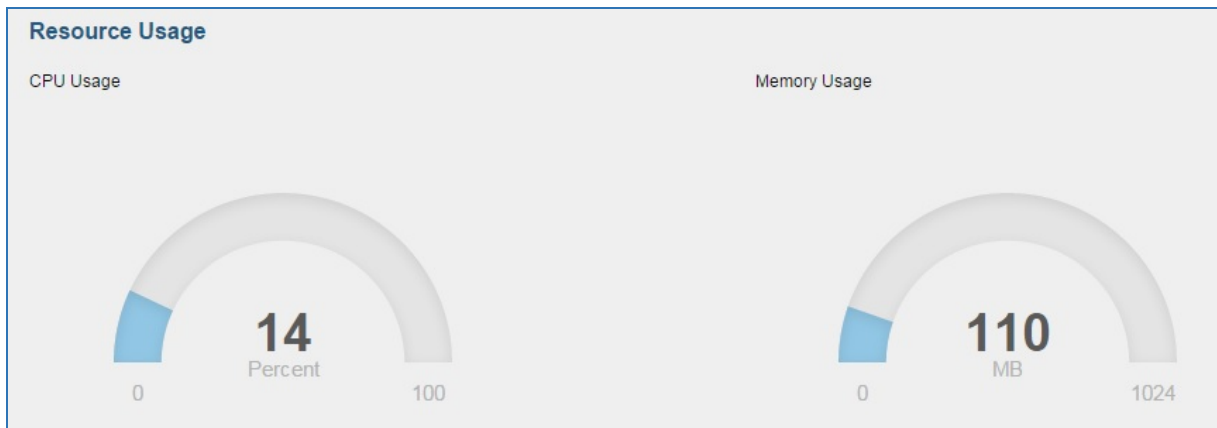 Resource Usage
CPU Usage
Memory Usage
14
Percent
0
100
110
MB
0
1024